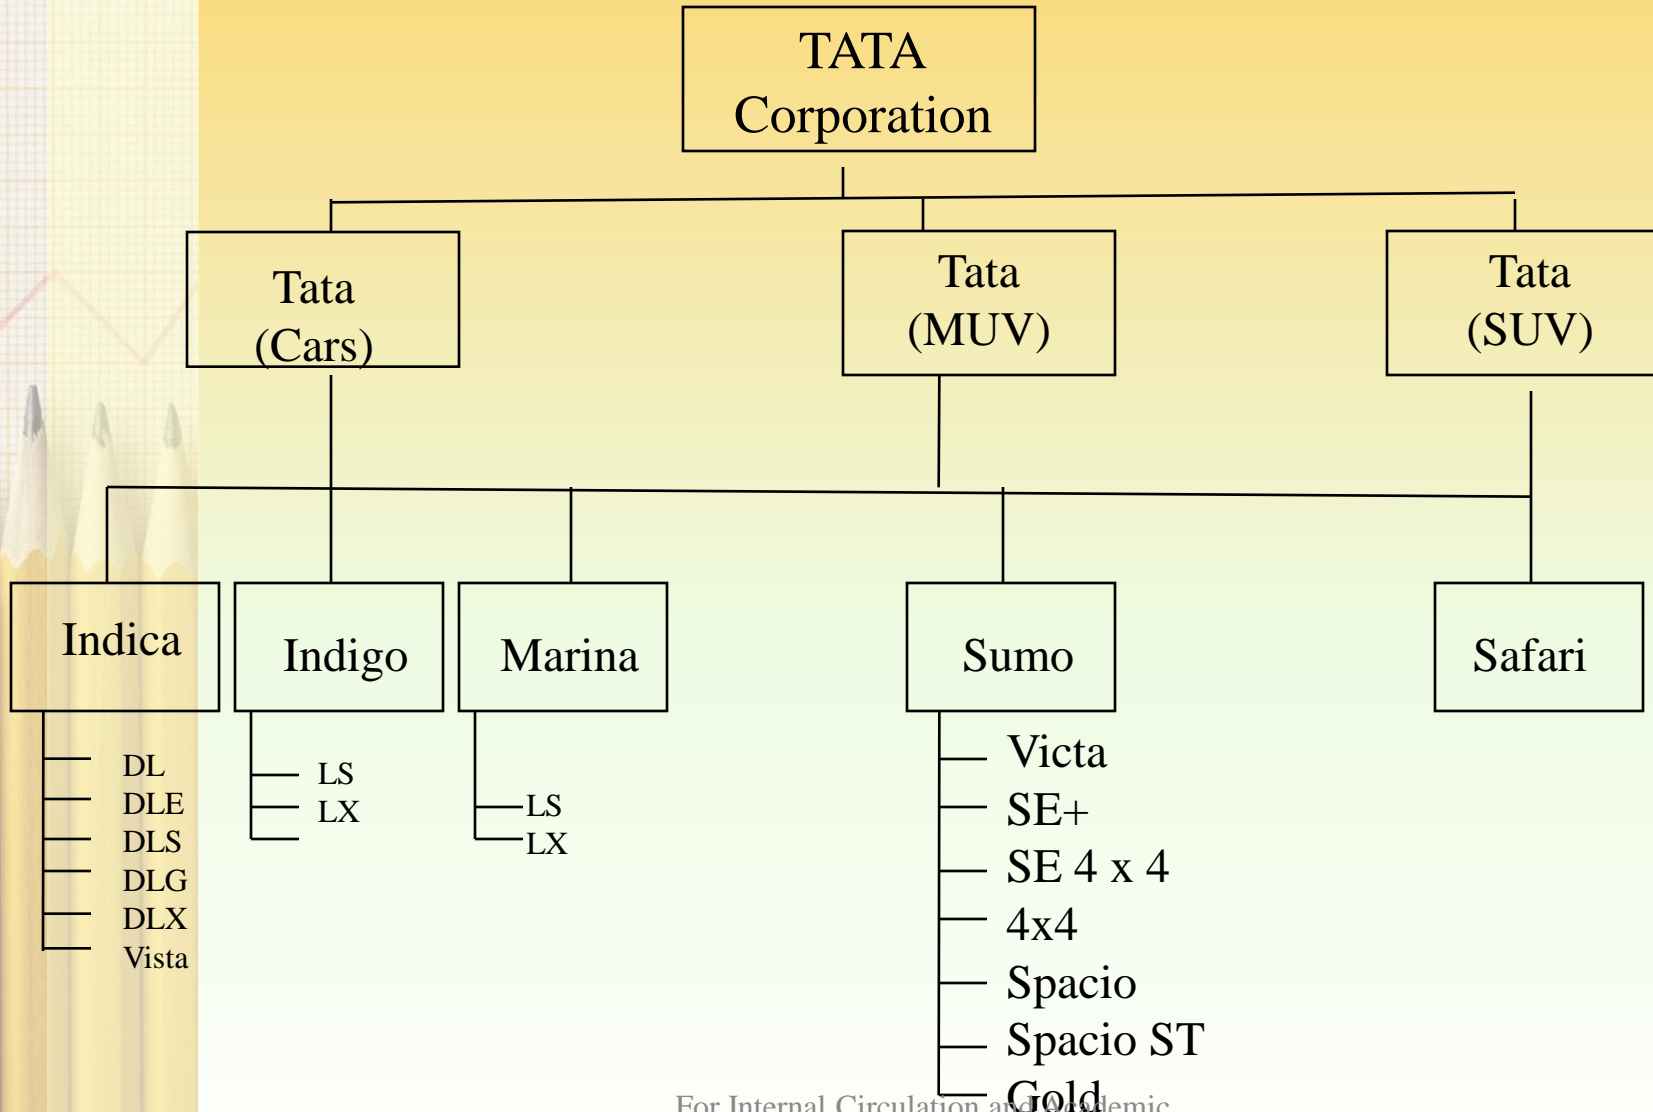 TATA
Corporation
Tata
(Cars)
Tata
(MUV)
Tata
(SUV)
Indica
Indigo
Marina
Sumo
Safari
DL
DLE
DLS
DLG
DLX
Vista
LS
LX
LS
LX
Victa
SE+
SE 4 x 4
4x4
Spacio
Spacio ST
Gold
For Internal Circulation and Academic